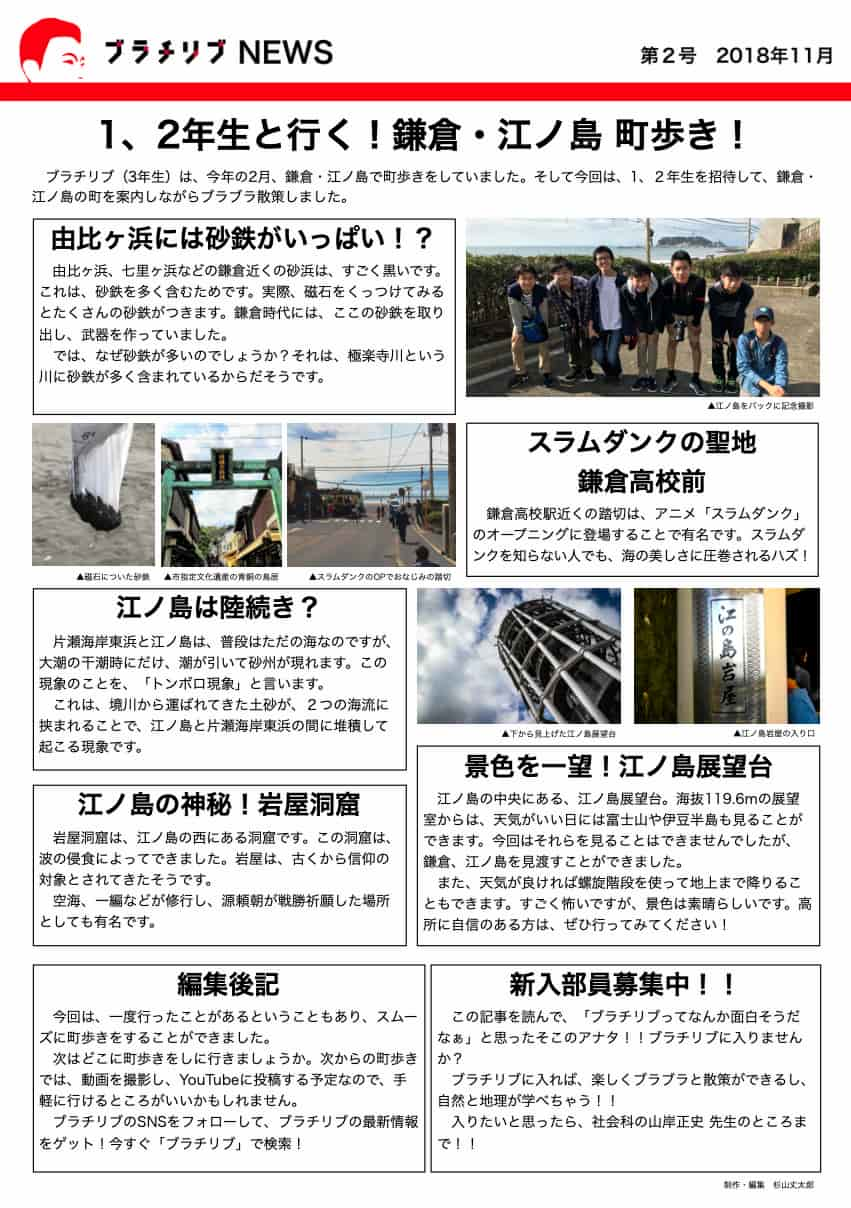 ブラチリブ NEWS
第2号　2018年11月
1、2年生と行く！鎌倉・江ノ島 町歩き！
ブラチリブ（3年生）は、今年の2月、鎌倉・江ノ島で町歩きをしていました。そして今回は、1、２年生を招待して、鎌倉・
江ノ島の町を案内しながらブラブラ散策しました。
由比ヶ浜には砂鉄がいっぱい！？
由比ヶ浜、七里ヶ浜などの鎌倉近くの砂浜は、すごく黒いです。
これは、砂鉄を多く含むためです。実際、磁石をくっつけてみる
とたくさんの砂鉄がつきます。鎌倉時代には、ここの砂鉄を取り
出し、武器を作っていました。
では、なぜ砂鉄が多いのでしょうか？それは、極楽寺川という
川に砂鉄が多く含まれているからだそうです。
▲江ノ島をバックに記念撮影
▲磁石についた砂鉄
▲市指定文化遺産の青銅の鳥居
▲スラムダンクのOPでおなじみの踏切
スラムダンクの聖地
鎌倉高校前
鎌倉高校駅近くの踏切は、アニメ「スラムダンク」
のオープニングに登場することで有名です。スラムダ
ンクを知らない人でも、海の美しさに圧巻されるハズ！
江ノ島は陸続き？
片瀬海岸東浜と江ノ島は、普段はただの海なのですが、
大潮の干潮時にだけ、潮が引いて砂州が現れます。この
現象のことを、「トンボロ現象」と言います。
これは、境川から運ばれてきた土砂が、２つの海流に
挟まれることで、江ノ島と片瀬海岸東浜の間に堆積して
起こる現象です。
江の島岩屋
▲下から見上げた江ノ島展望台
▲江ノ島岩屋の入り口
江ノ島の神秘！岩屋洞窟
岩屋洞窟は、江ノ島の西にある洞窟です。この洞窟は、
波の侵食によってできました。岩屋は、古くから信仰の
対象とされてきたそうです。
空海、一編などが修行し、源頼朝が戦勝祈願した場所
としても有名です。
景色を一望！江ノ島展望台
江ノ島の中央にある、江ノ島展望台。海抜119.6mの展望
室からは、天気がいい日には富士山や伊豆半島も見ることが
できます。今回はそれらを見ることはできませんでしたが、
鎌倉、江ノ島を見渡すことができました。
また、天気が良ければ螺旋階段を使って地上まで降りるこ
ともできます。すごく怖いですが、景色は素晴らしいです。高
所に自信のある方は、ぜひ行ってみてください！
編集後記
今回は、一度行ったことがあるということもあり、スムー
ズに町歩きをすることができました。
次はどこに町歩きをしに行きましょうか。次からの町歩き
では、動画を撮影し、YouTubeに投稿する予定なので、手
軽に行けるところがいいかもしれません。
ブラチリブのSNSをフォローして、ブラチリブの最新情報
をゲット！今すぐ「ブラチリブ」で検索！
新入部員募集中！！
この記事を読んで、「ブラチリブってなんか面白そうだ
なぁ」と思ったそこのアナタ！！ブラチリブに入りません
か？
ブラチリブに入れば、楽しくブラブラと散策ができるし、
自然と地理が学べちゃう！！
入りたいと思ったら、社会科の山岸正史 先生のところま
で！！
制作・編集　杉山丈太郎